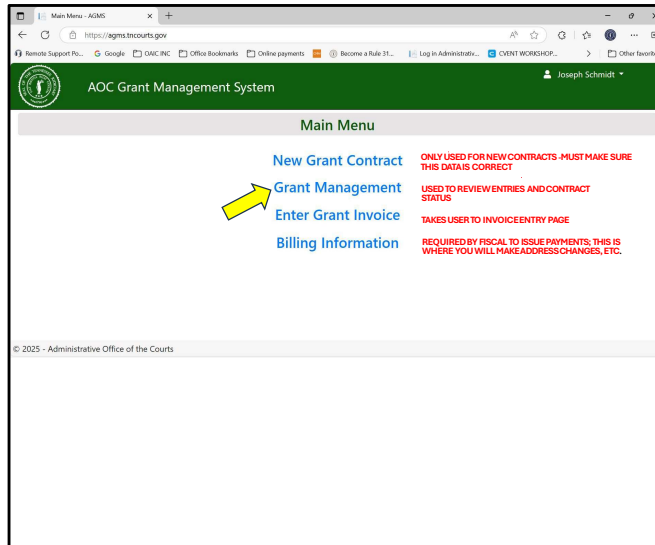 Main Menu - AGMS
https://agms.tncourts.gov
Remote Support Po... Google OAIC INC Office Bookmarks Online payments Become a Rule 31... Log in Administrativ... CVENT WORKSHOP... Other favorite
AOC Grant Management System
Joseph Schmidt
Main Menu
New Grant Contract
ONLY USED FOR NEW CONTRACTS -MUST MAKE SURE
THIS DATA IS CORRECT
Grant Management
USED TO REVIEW ENTRIES AND CONTRACT
STATUS
Enter Grant Invoice
TAKES USER TO INVOICE ENTRY PAGE
Billing Information
REQUIRED BY FISCAL TO ISSUE PAYMENTS; THIS IS
WHERE YOU WILL MAKE ADDRESS CHANGES, ETC.
© 2025 - Administrative Office of the Courts